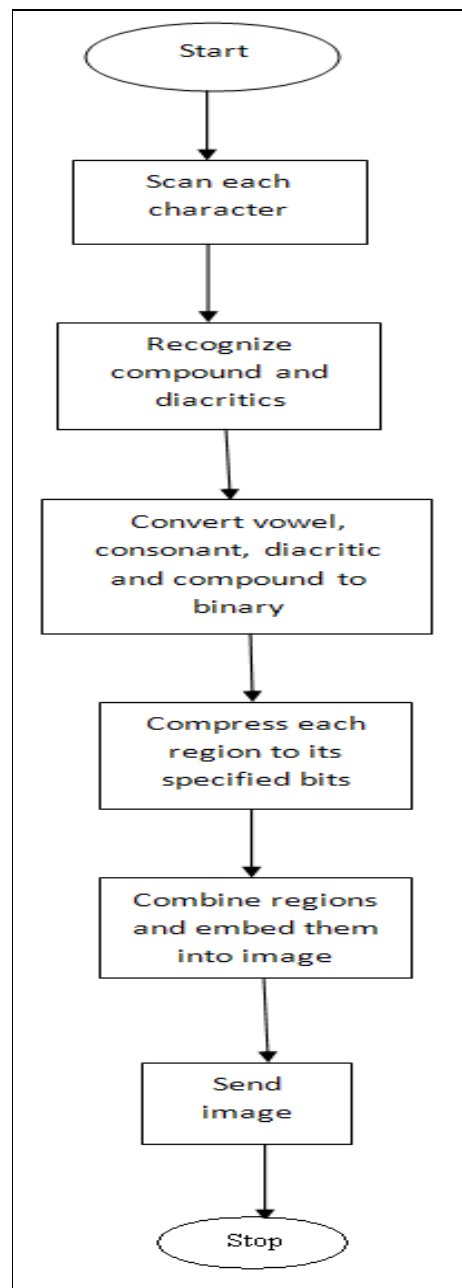 Start
Scan each
character
Recognize
compound and
diacritics
Convert vowel,
consonant, diacritic
and compound to
binary
Compress each
region to its
specified bits
Combine regions
and embed them
into image
Send
image
Stop